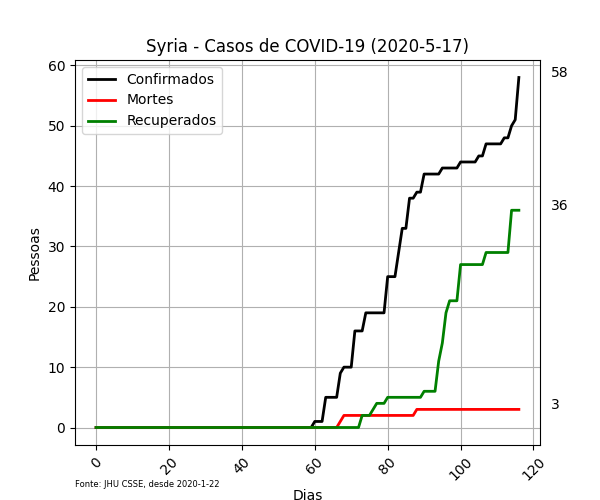 Syria - Casos de COVID-19 (2020-5-17)
Confirmados
Mortes
Recuperados
58
36
3
Pessoas
60
50
40
30
20
10
0
0 20 40 60 80 100 120
Fonte: JHU CSSE, desde 2020-1-22
Dias